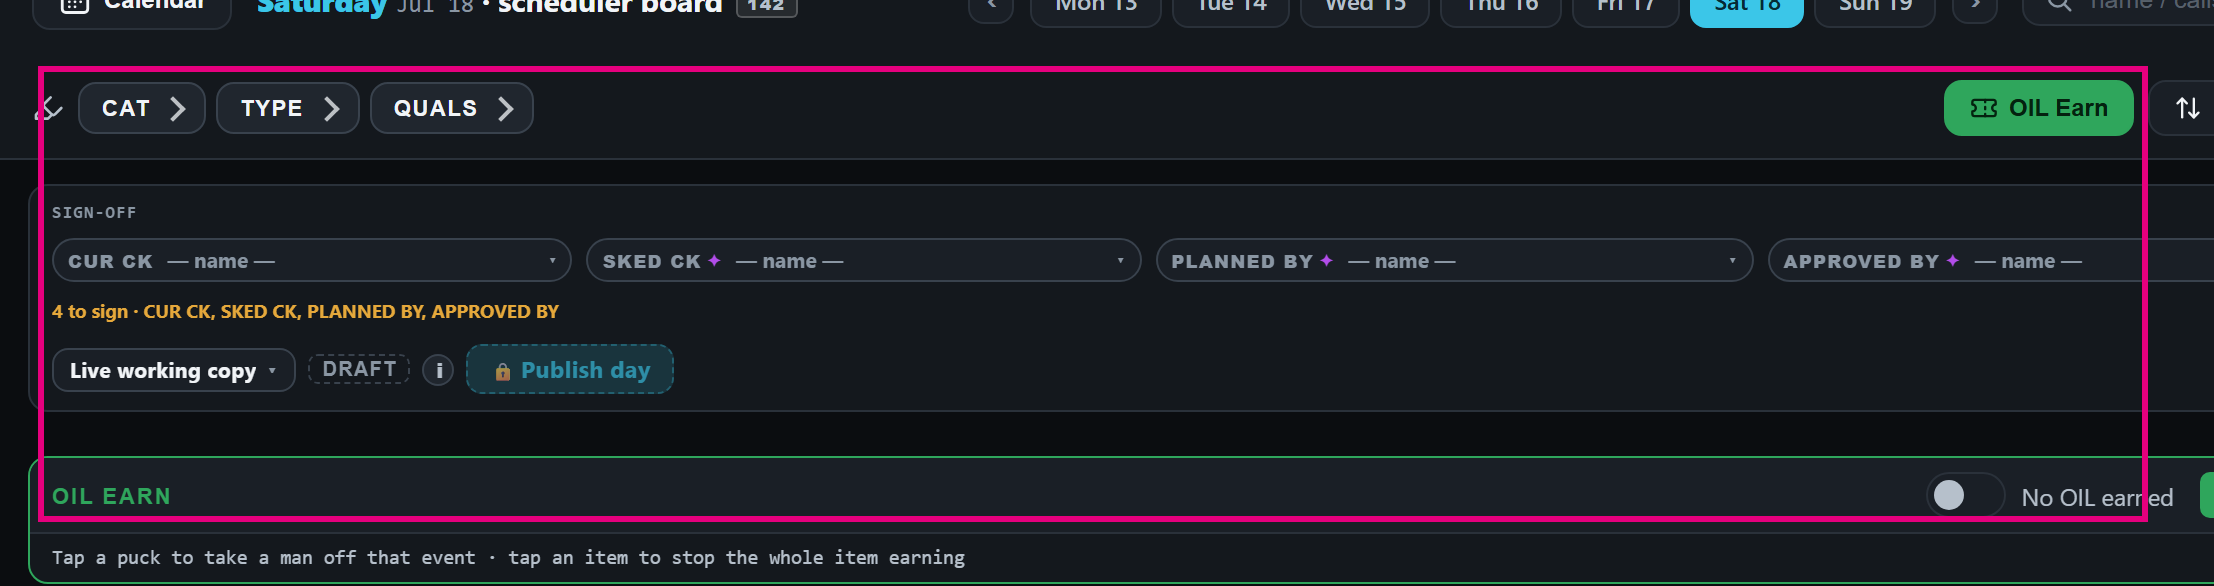 Calendar
Saturday Jul 18 · scheduler board 142
Mon 13 Tue 14 Wed 15 Thu 16 Fri 17 Sat 18 Sun 19
name /
CAT TYPE QUALS OIL Earn
SIGN-OFF
CUR CK — name — SKED CK ✦ — name — PLANNED BY ✦ — name — APPROVED BY ✦ — name —
4 to sign · CUR CK, SKED CK, PLANNED BY, APPROVED BY
Live working copy DRAFT i Publish day
OIL EARN No OIL earned
Tap a puck to take a man off that event · tap an item to stop the whole item earning